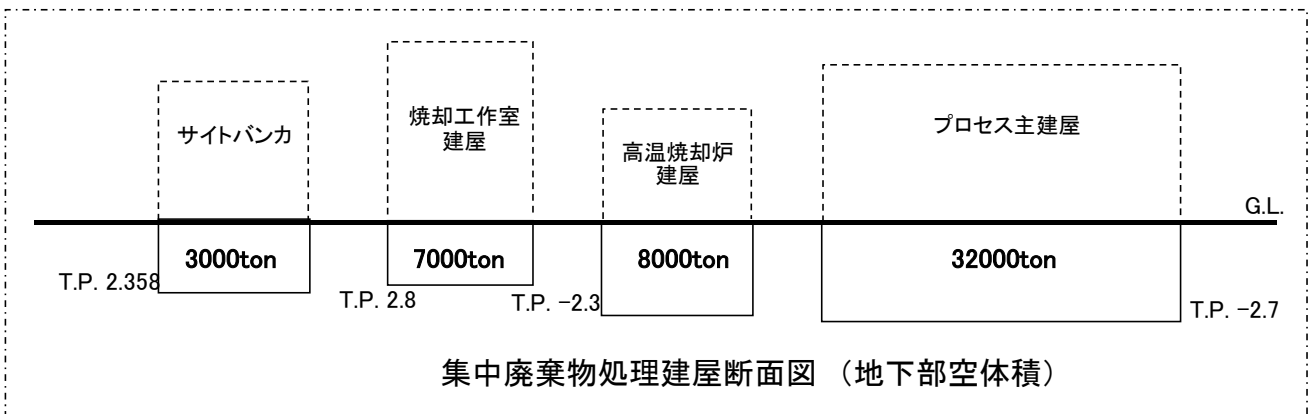 サイトバンカ
焼却工作室
建屋
高温焼却炉
建屋
プロセス主建屋
G.L.
3000ton
7000ton
8000ton
32000ton
T.P. 2.358
T.P. 2.8
T.P. -2.3
T.P. -2.7
集中廃棄物処理建屋断面図 (地下部空体積)